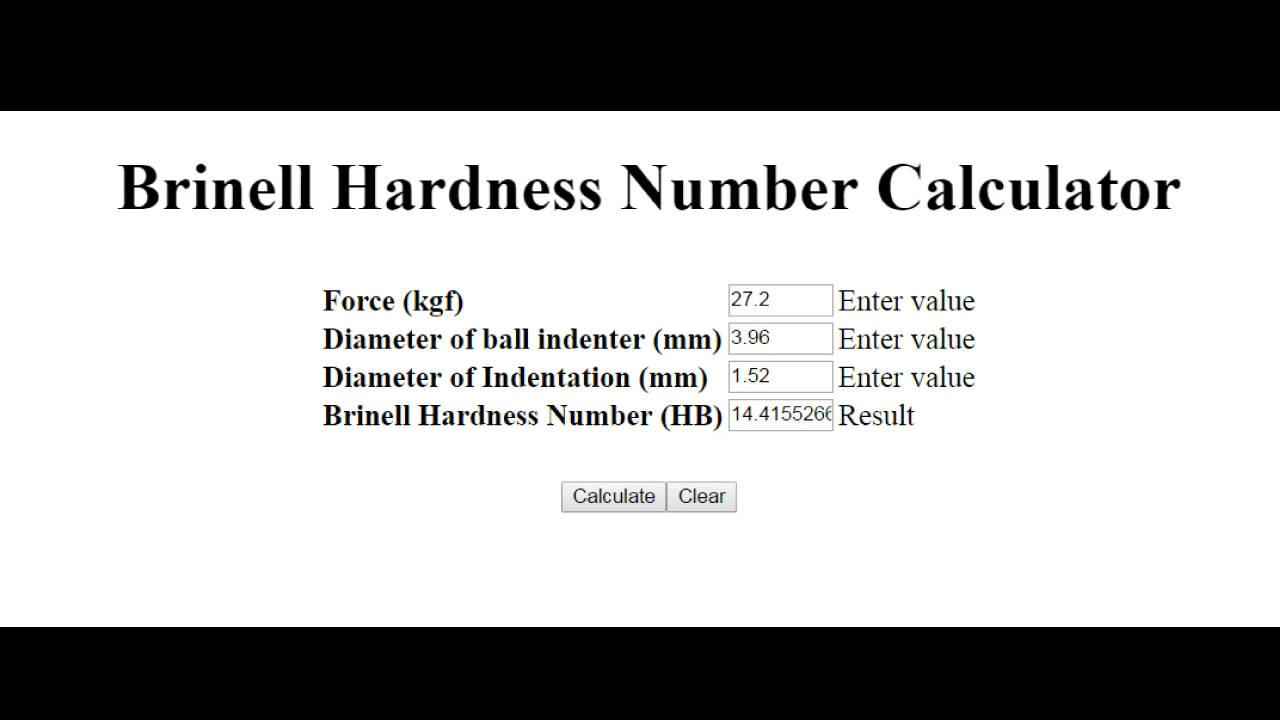 Brinell Hardness Number Calculator
Force (kgf) 27.2 Enter value
Diameter of ball indenter (mm) 3.96 Enter value
Diameter of Indentation (mm) 1.52 Enter value
Brinell Hardness Number (HB) 14.4155266 Result
Calculate Clear